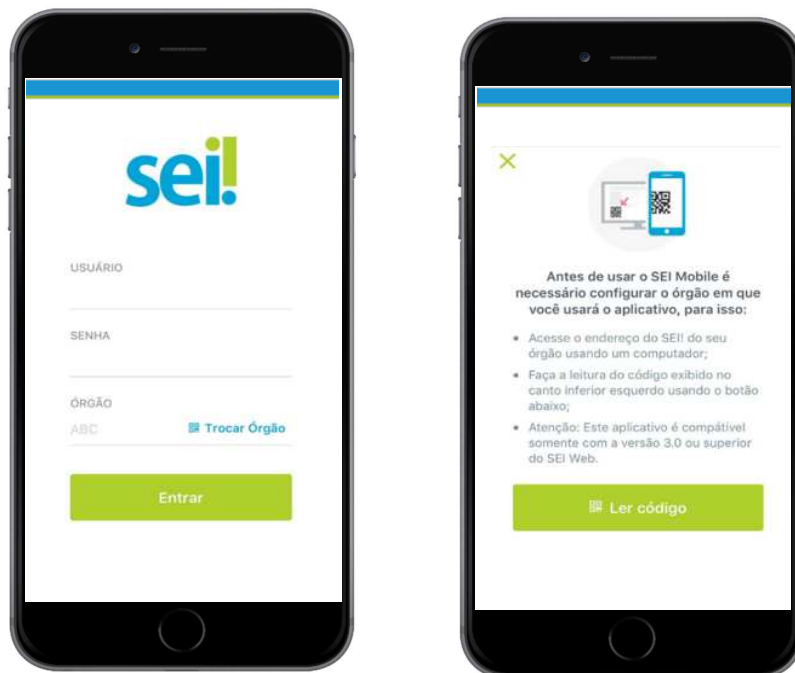 sei!
USUÁRIO
SENHA
ÓRGÃO
ABC Trocar Órgão
Entrar
Antes de usar o SEI Mobile é
necessário configurar o órgão em que
você usará o aplicativo, para isso:
• Acesse o endereço do SEI! do seu
órgão usando um computador;
• Faça a leitura do código exibido no
canto inferior esquerdo usando o botão
abaixo;
• Atenção: Este aplicativo é compátivel
somente com a versão 3.0 ou superior
do SEI Web.
Ler código